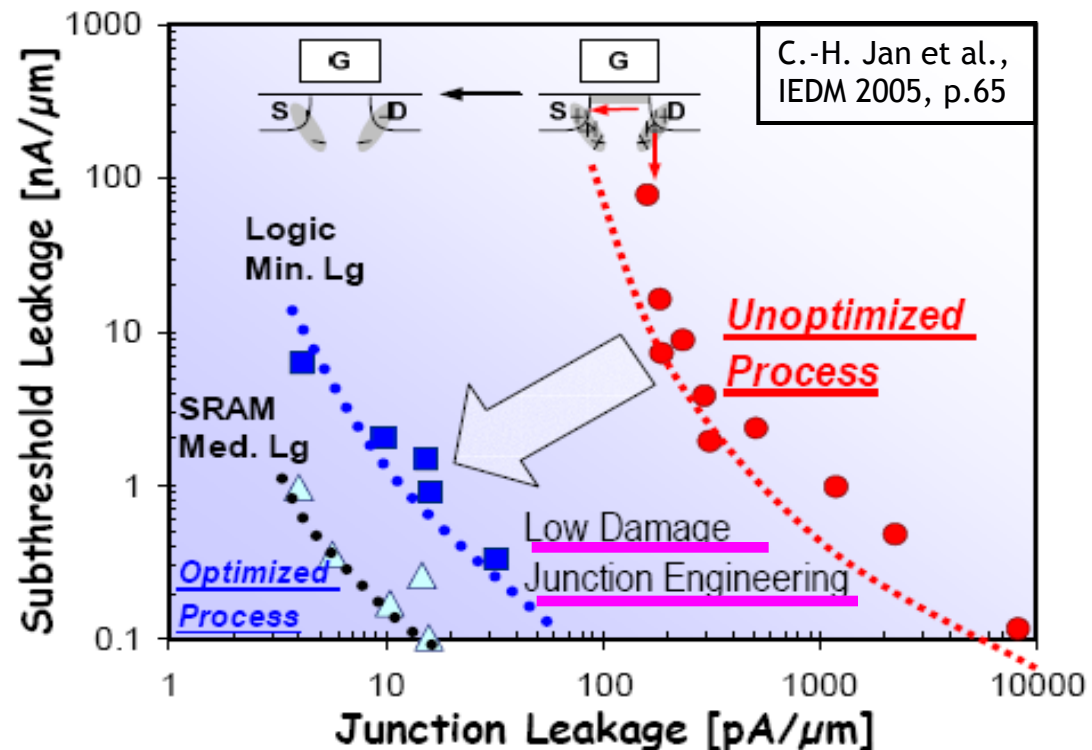 1000
100
10
1
0.1
Subthreshold Leakage [nA/µm]
G
S
D
G
S
D
C.-H. Jan et al.,
IEDM 2005, p.65
Logic
Min. Lg
SRAM
Med. Lg
Optimized
Process
Unoptimized
Process
Low Damage
Junction Engineering
1
10
100
1000
10000
Junction Leakage [pA/µm]